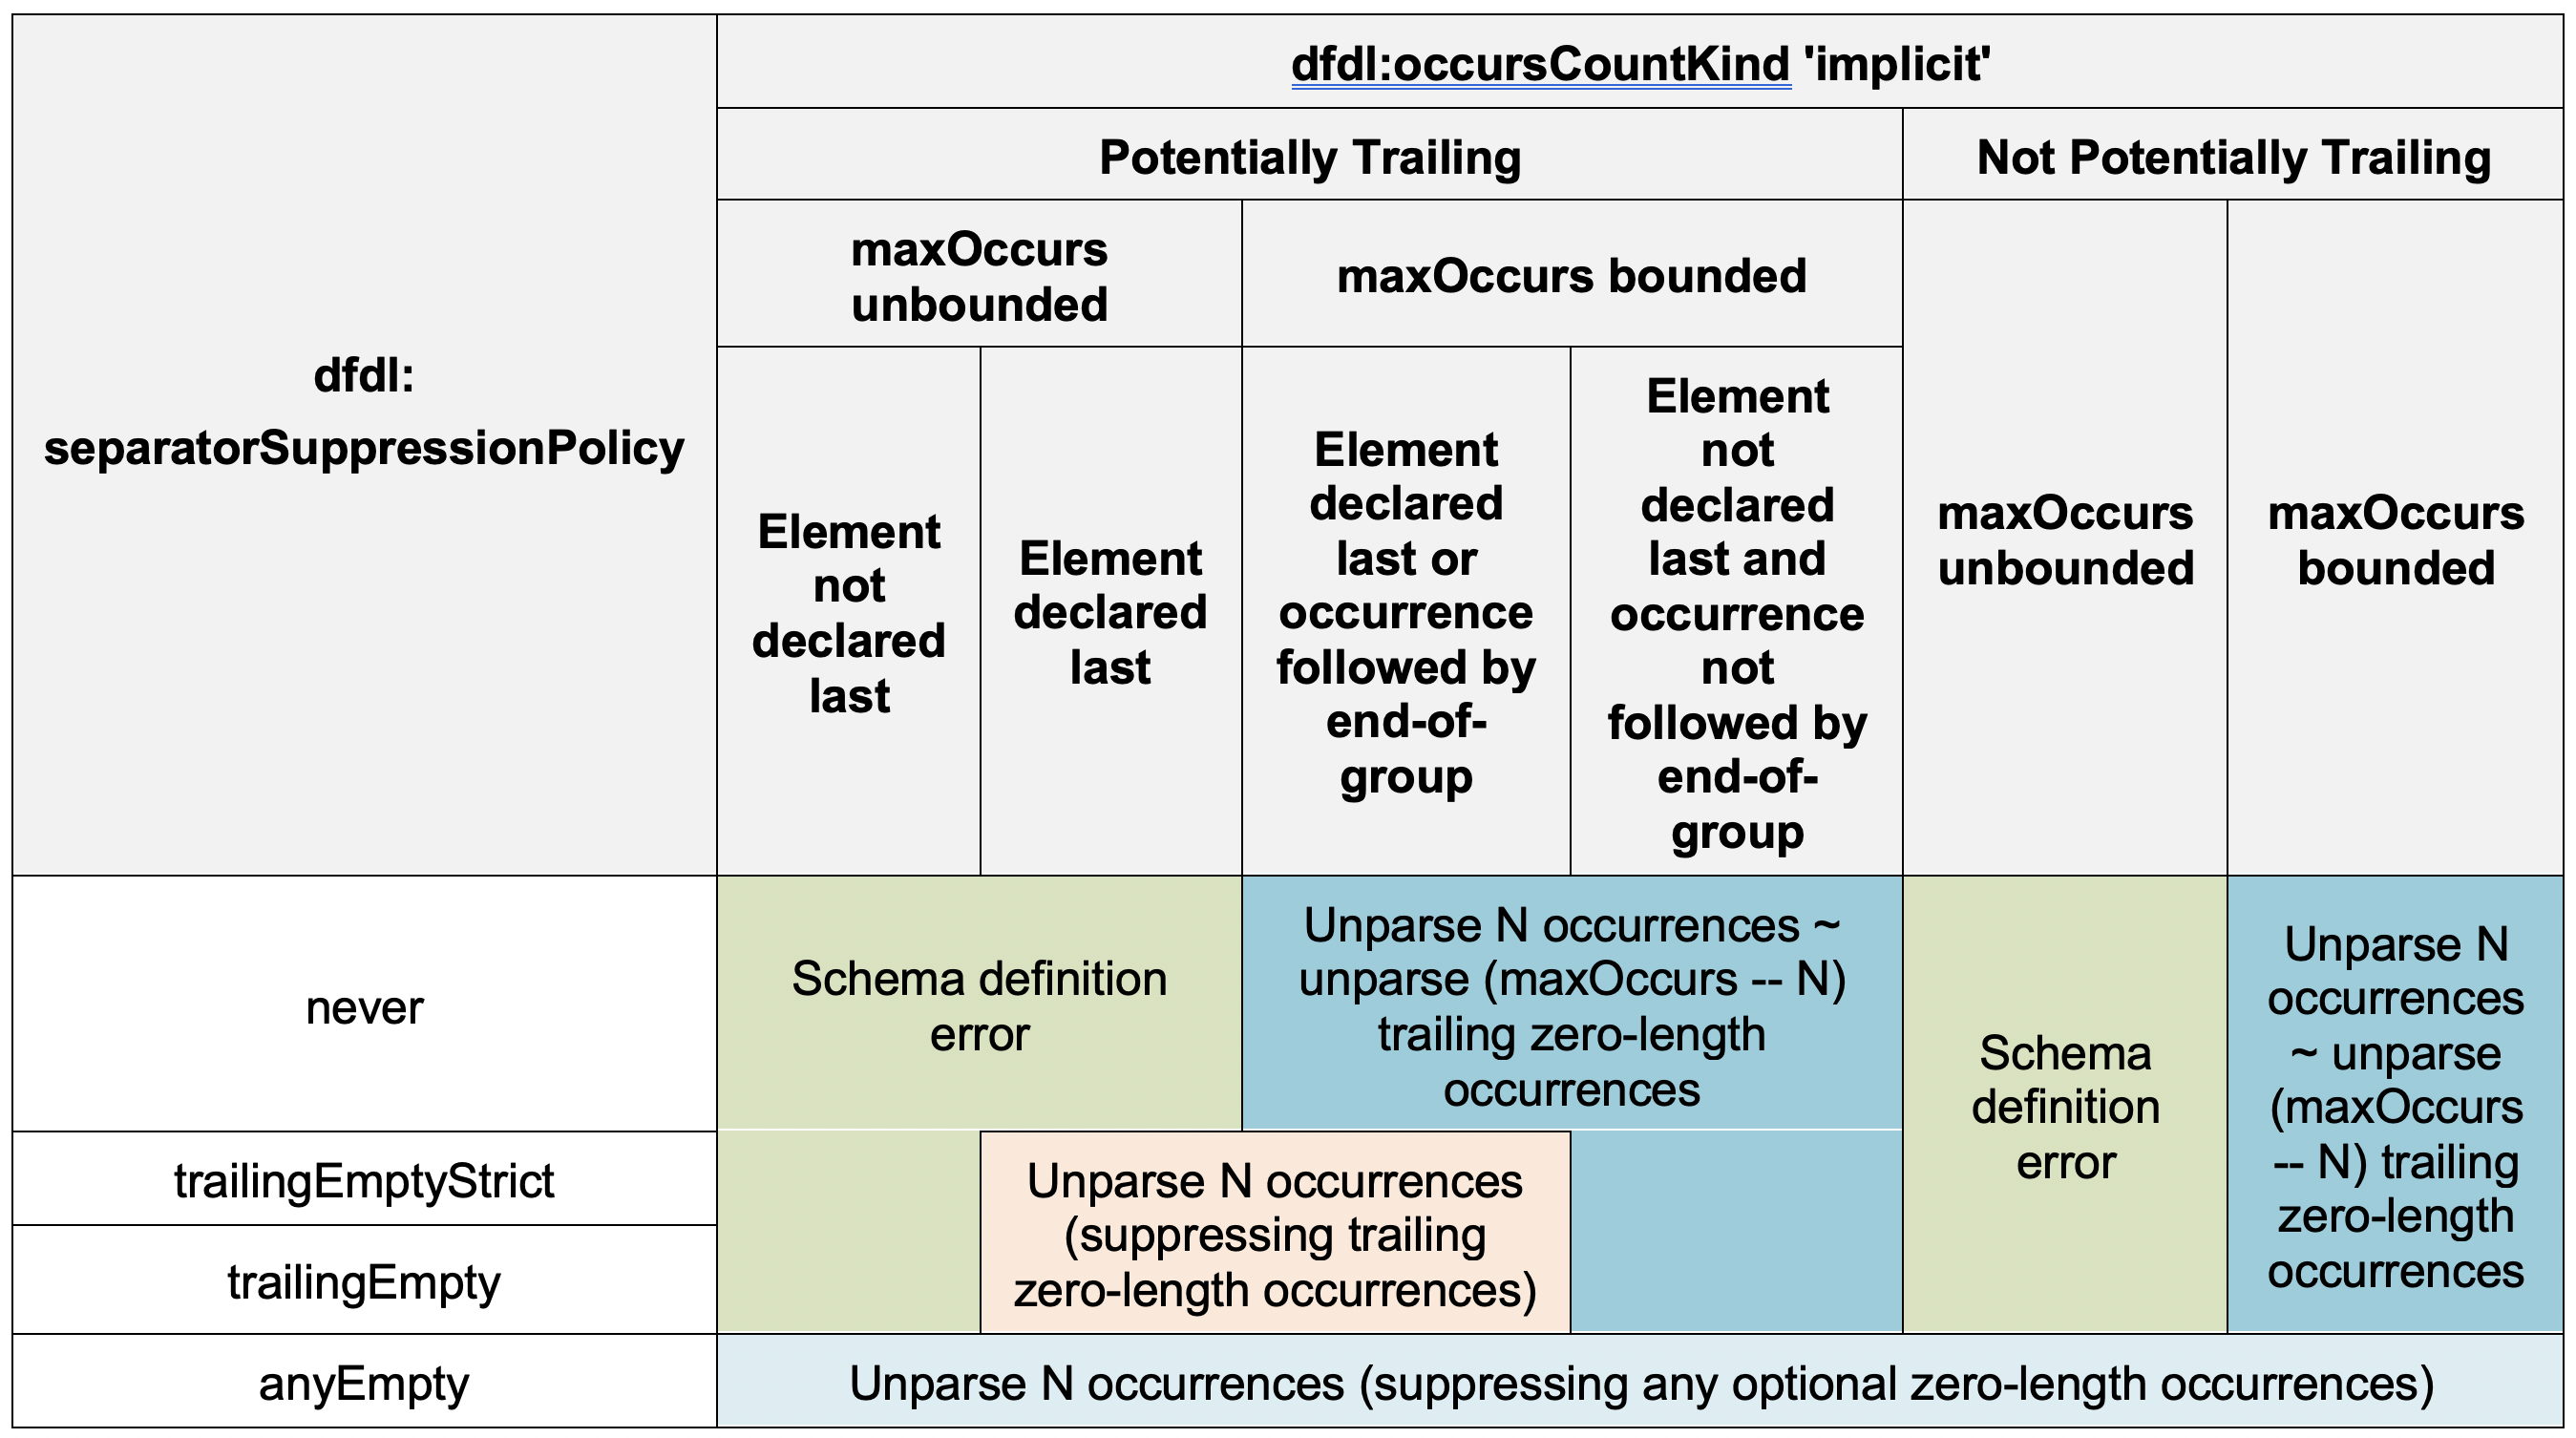 dfdl:occursCountKind 'implicit'
Potentially Trailing
Not Potentially Trailing
dfdl:
separatorSuppressionPolicy
maxOccurs
unbounded
maxOccurs bounded
maxOccurs
unbounded
maxOccurs
bounded
Element
not
declared
last
Element
declared
last
Element
declared
last or
occurrence
followed by
end-of-
group
Element
not
declared
last and
occurrence
not
followed by
end-of-
group
never
Schema definition
error
Unparse N occurrences ~
unparse (maxOccurs -- N)
trailing zero-length
occurrences
Schema
definition
error
Unparse N
occurrences
~ unparse
(maxOccurs
-- N) trailing
zero-length
occurrences
trailingEmptyStrict
Unparse N occurrences
(suppressing trailing
zero-length occurrences)
trailingEmpty
anyEmpty
Unparse N occurrences (suppressing any optional zero-length occurrences)